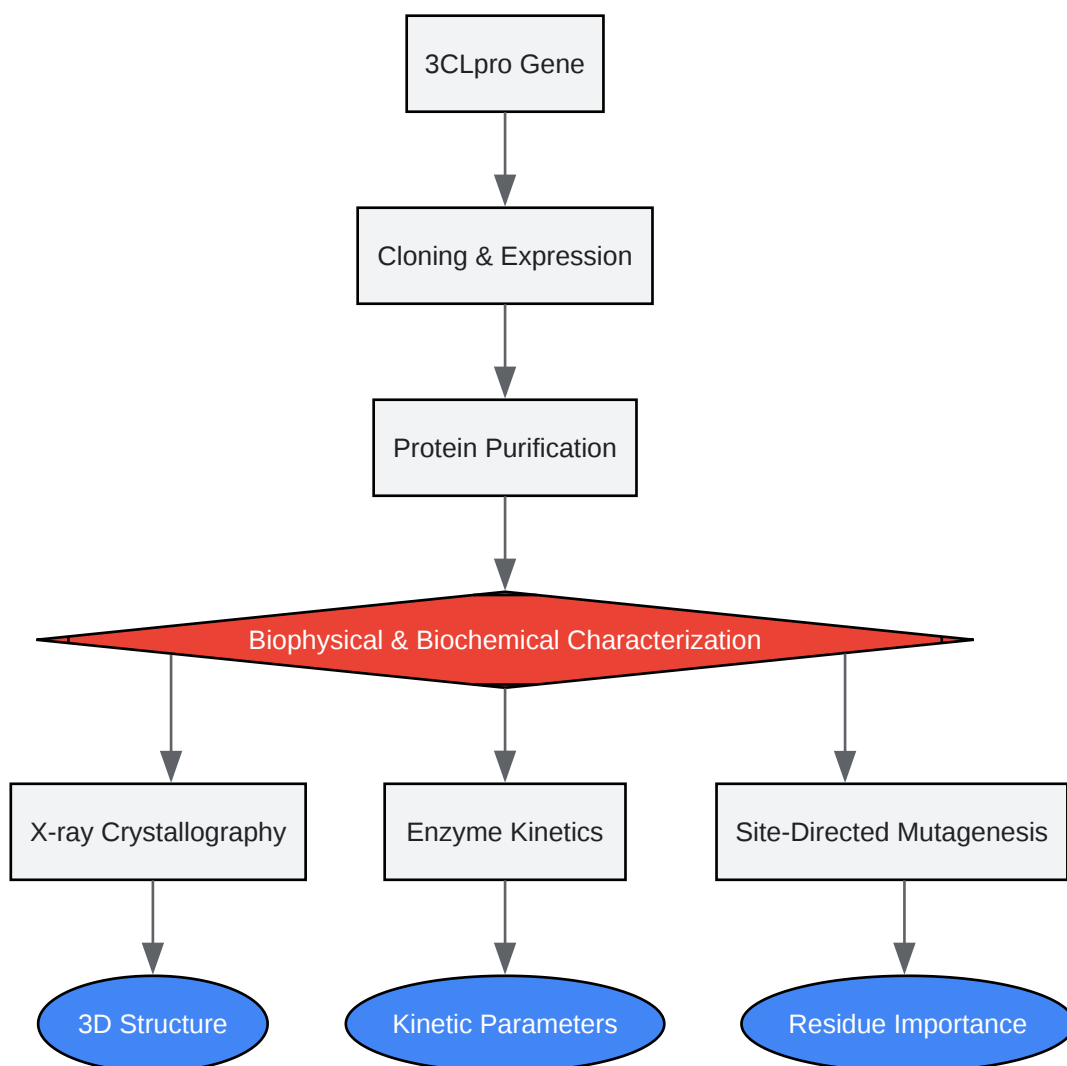 3CLpro Gene
Cloning & Expression
Protein Purification
Biophysical & Biochemical Characterization
X-ray Crystallography
Enzyme Kinetics
Site-Directed Mutagenesis
3D Structure
Kinetic Parameters
Residue Importance